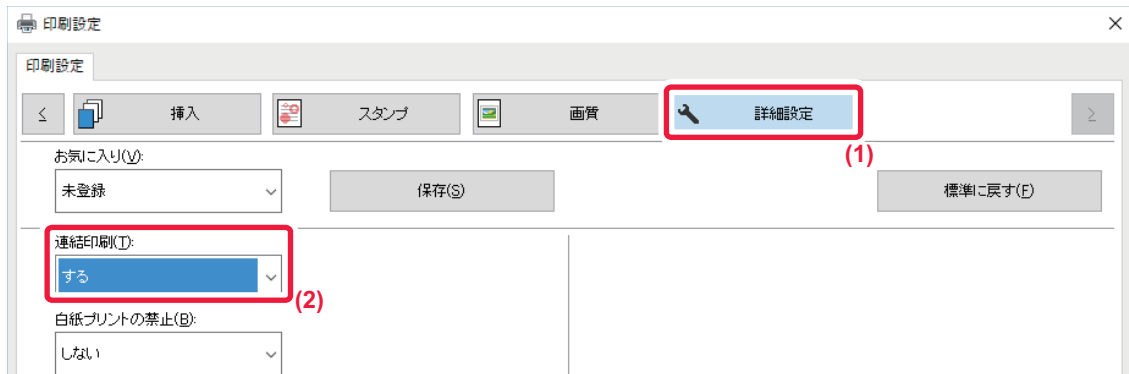 印刷設定
印刷設定
挿入
スタンプ
画質
詳細設定
(1)
お気に入り(V):
未登録
保存(S)
標準に戻す(F)
連結印刷(T):
する
(2)
白紙プリントの禁止(B):
しない